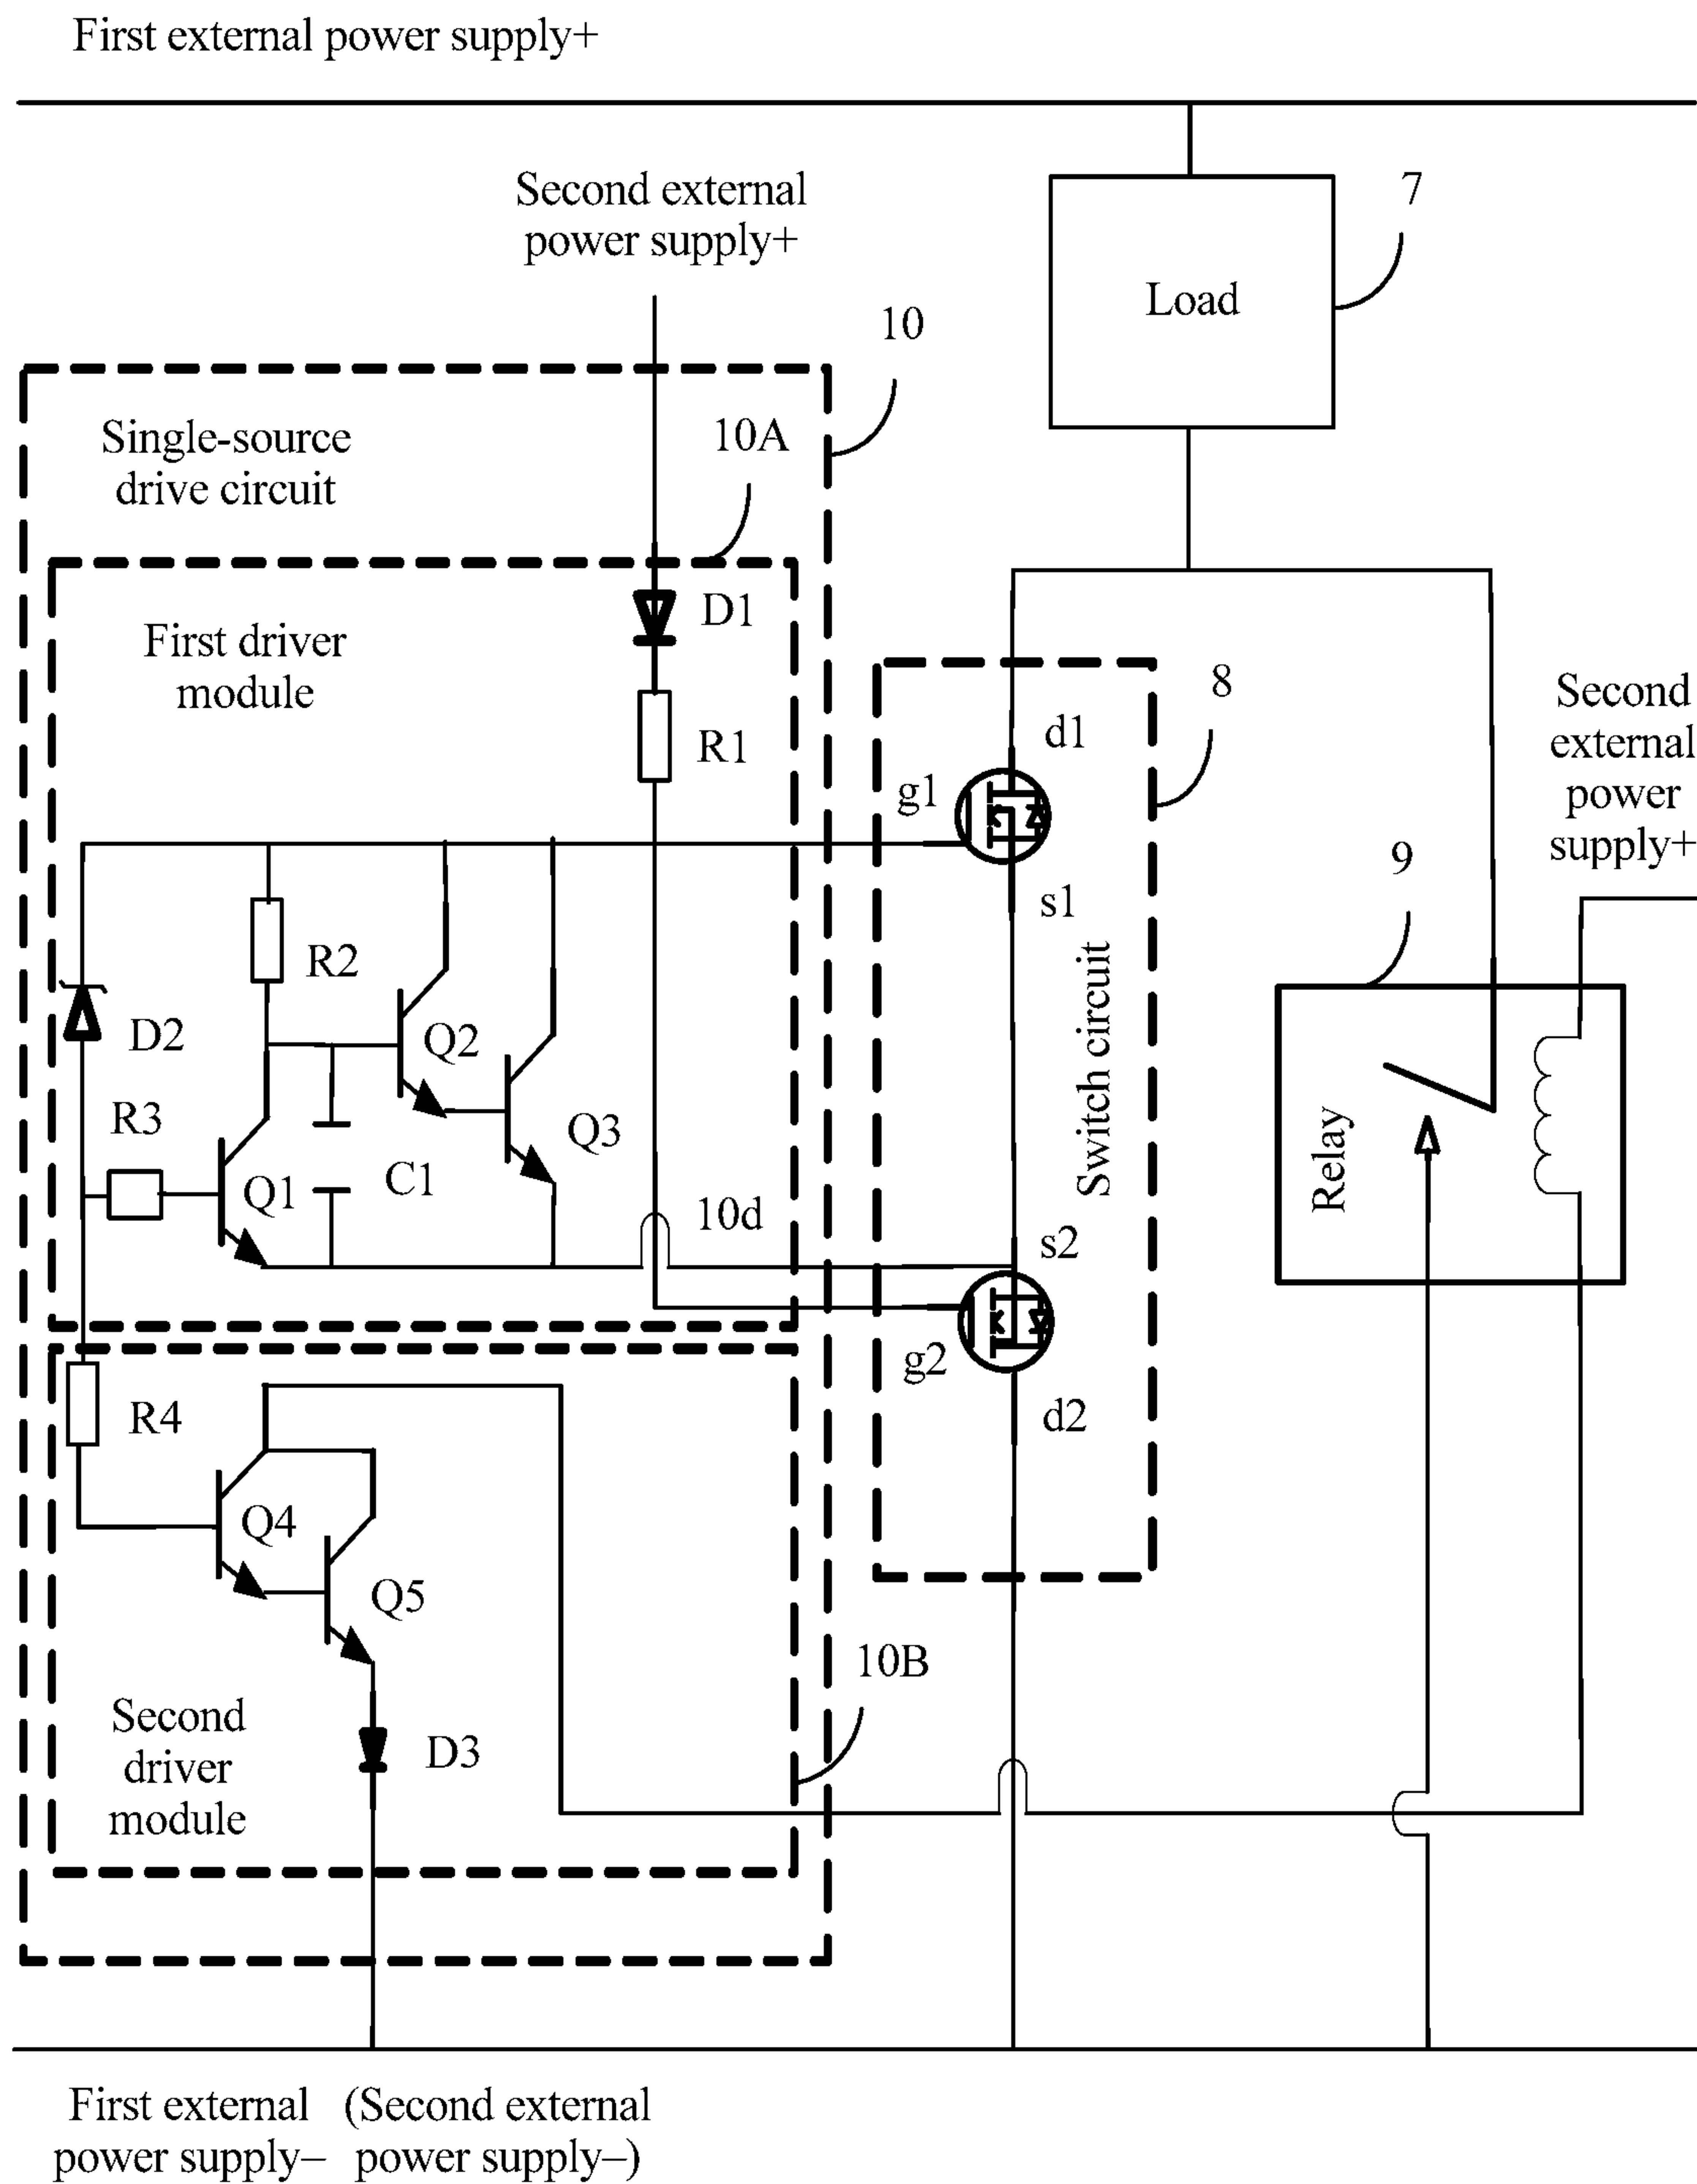 First external power supply+
Second external
power supply+
7
Load
10
Single-source
drive circuit
10A
D1
First driver
module
R1
8
d1
g1
s1
Second
external
power
supply+
9
R2
D2
Q2
R3
Q3
Q1
C1
10d
Switch circuit
Relay
s2
g2
d2
R4
Q4
Q5
10B
Second
driver
module
D3
First external (Second external
power supply– power supply–)